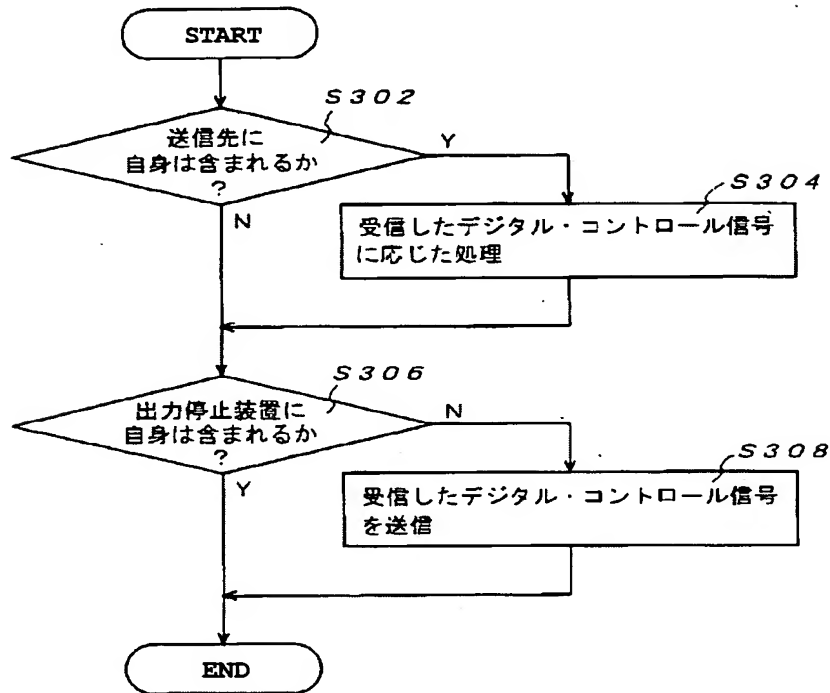 START
S302
送信先に
自身は含まれるか
?
Y
N
S304
受信したデジタル・コントロール信号
に応じた処理
S306
出力停止装置に
自身は含まれるか
?
N
Y
S308
受信したデジタル・コントロール信号
を送信
END